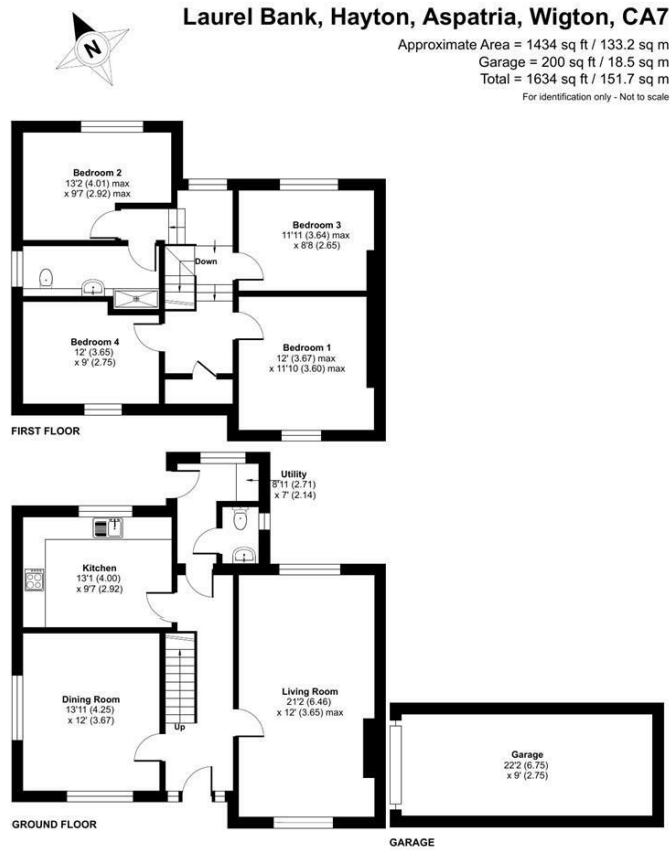 Laurel Bank, Hayton, Aspatria, Wigton, CA7
Approximate Area = 1434 sq ft / 133.2 sq m
Garage = 200 sq ft / 18.5 sq m
Total = 1634 sq ft / 151.7 sq m
For identification only - Not to scale
N
Bedroom 2
13'2 (4.01) max
x 9'7 (2.92) max
Bedroom 3
11'11 (3.64) max
x 8'8 (2.65)
Down
Bedroom 4
12' (3.65)
x 9' (2.75)
Bedroom 1
12' (3.67) max
x 11'10 (3.60) max
FIRST FLOOR
Utility
8'11 (2.71)
x 7' (2.14)
Kitchen
13'1 (4.00)
x 9'7 (2.92)
Dining Room
13'11 (4.25)
x 12' (3.67)
Up
Living Room
21'2 (6.46)
x 12' (3.65) max
Garage
22'2 (6.75)
x 9' (2.75)
GROUND FLOOR
GARAGE